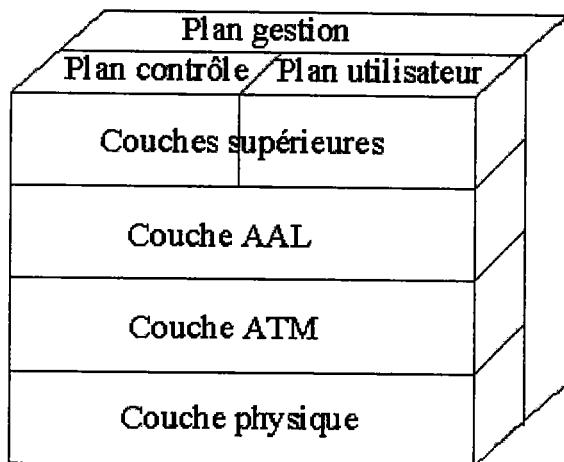 Plan gestion
Plan contrôle Plan utilisateur
Couches supérieures
Couche AAL
Couche ATM
Couche physique